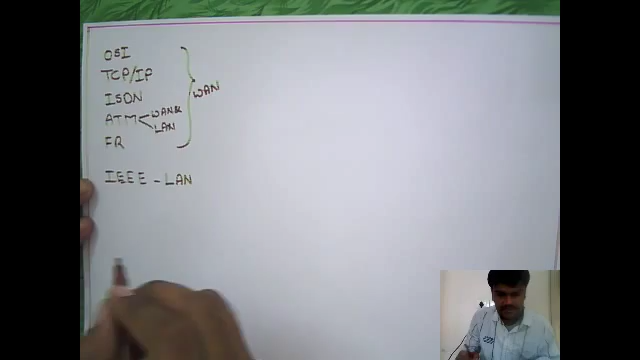 OSI
TCP/IP
ISDN
ATM WAN &
LAN
FR
WAN
IEEE - LAN